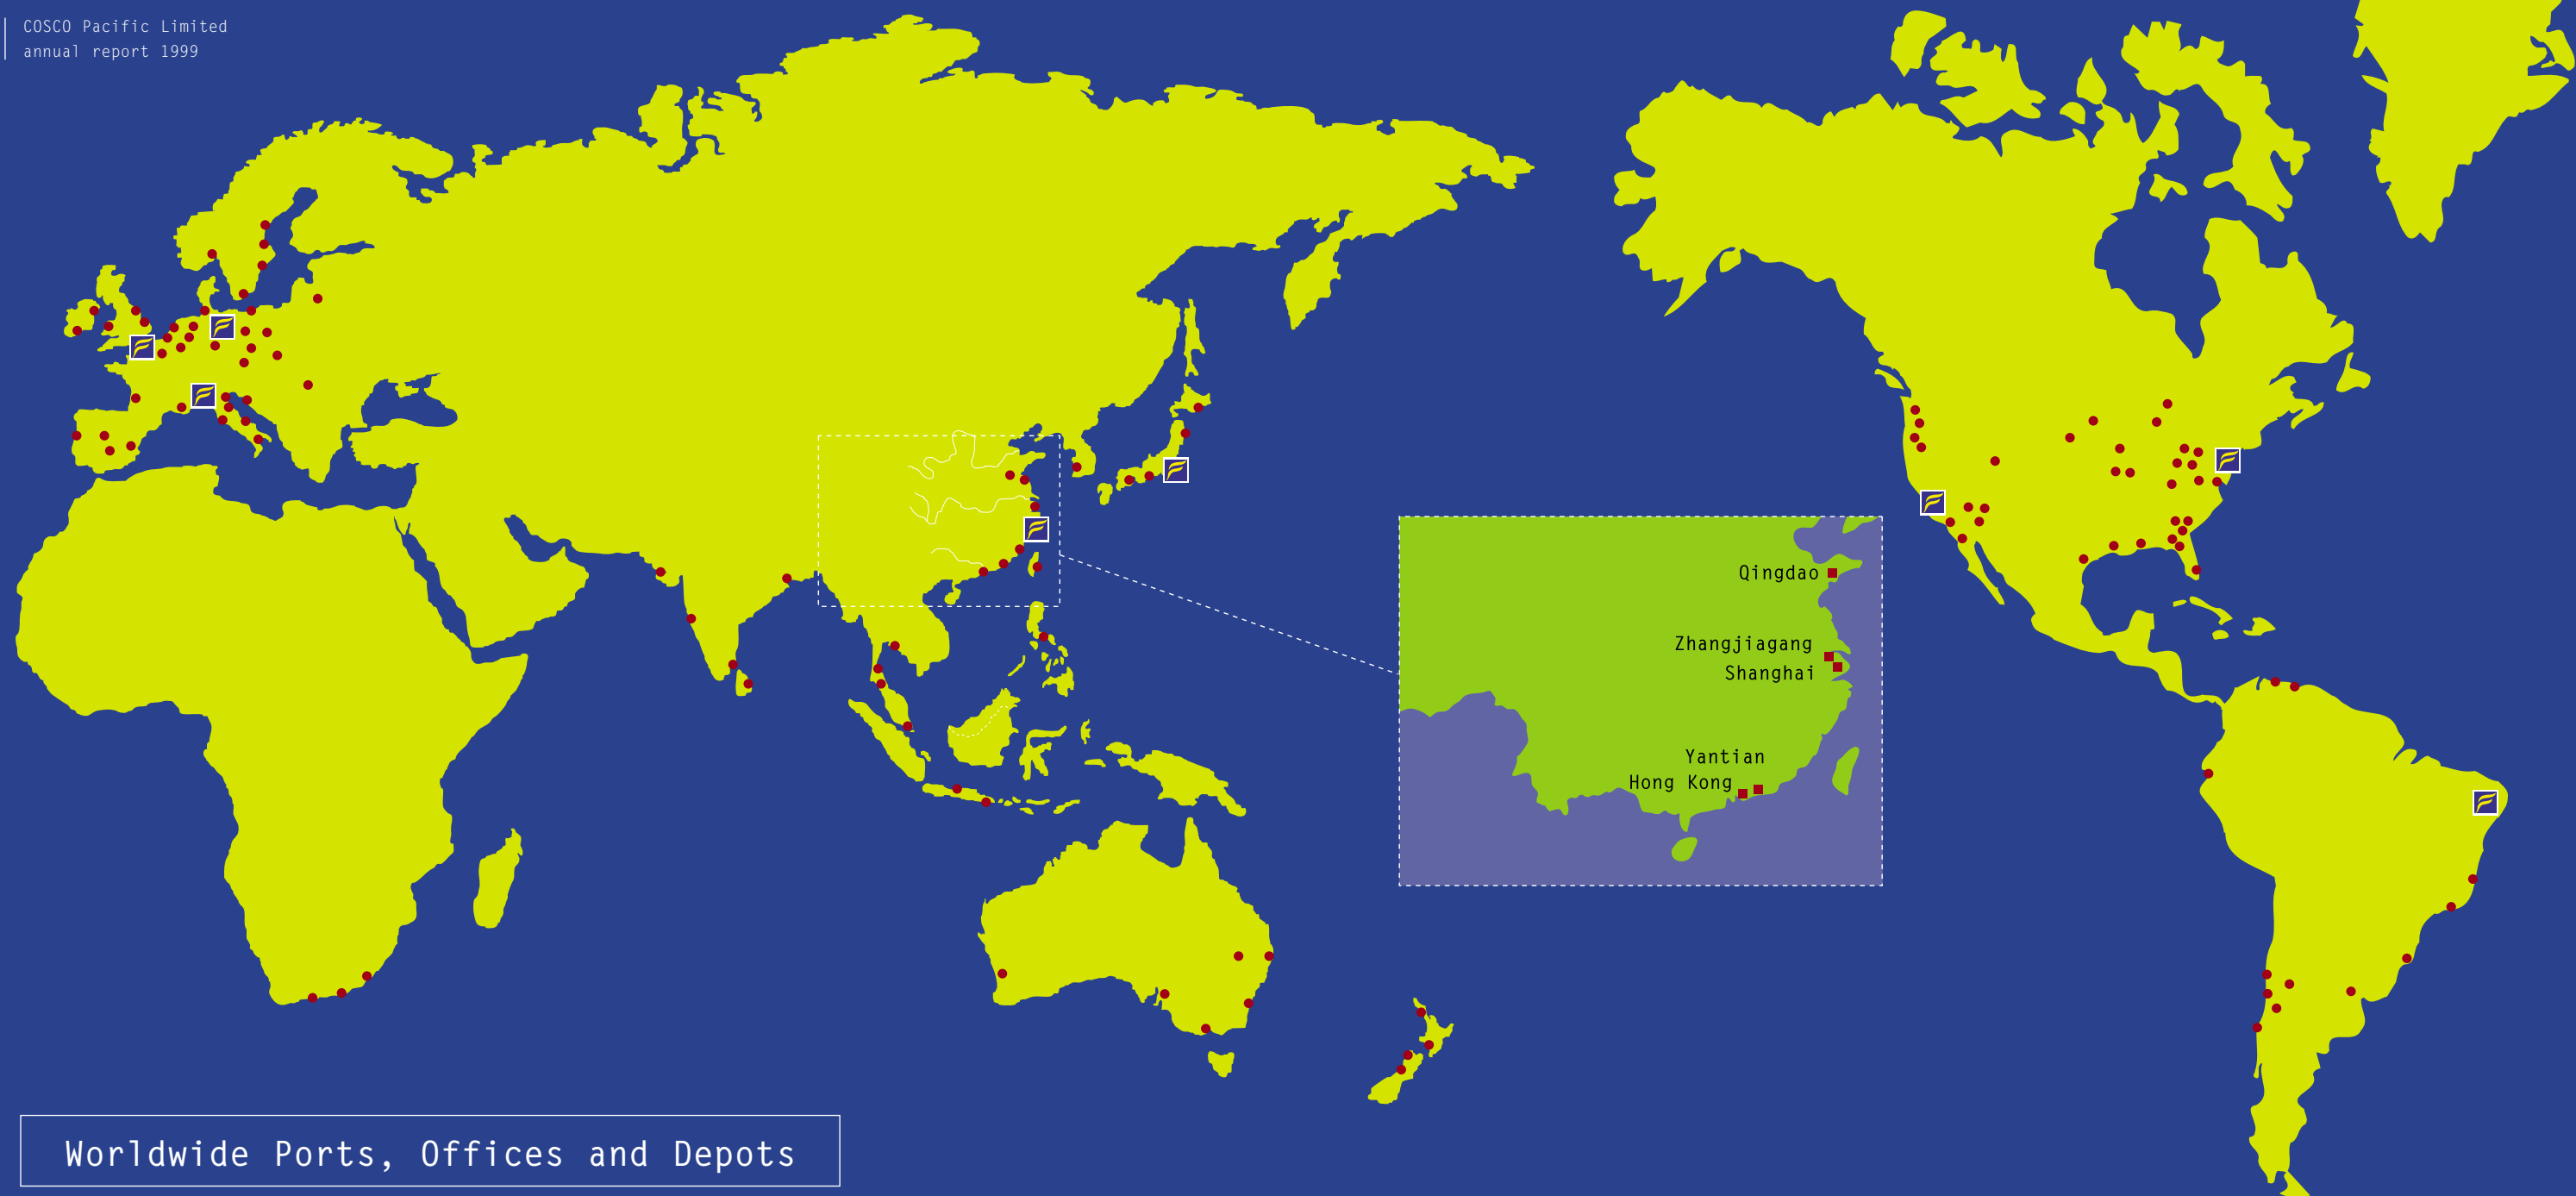 COSCO Pacific Limited
annual report 1999
Qingdao
Zhangjiagang
Shanghai
Yantian
Hong Kong
Worldwide Ports, Offices and Depots